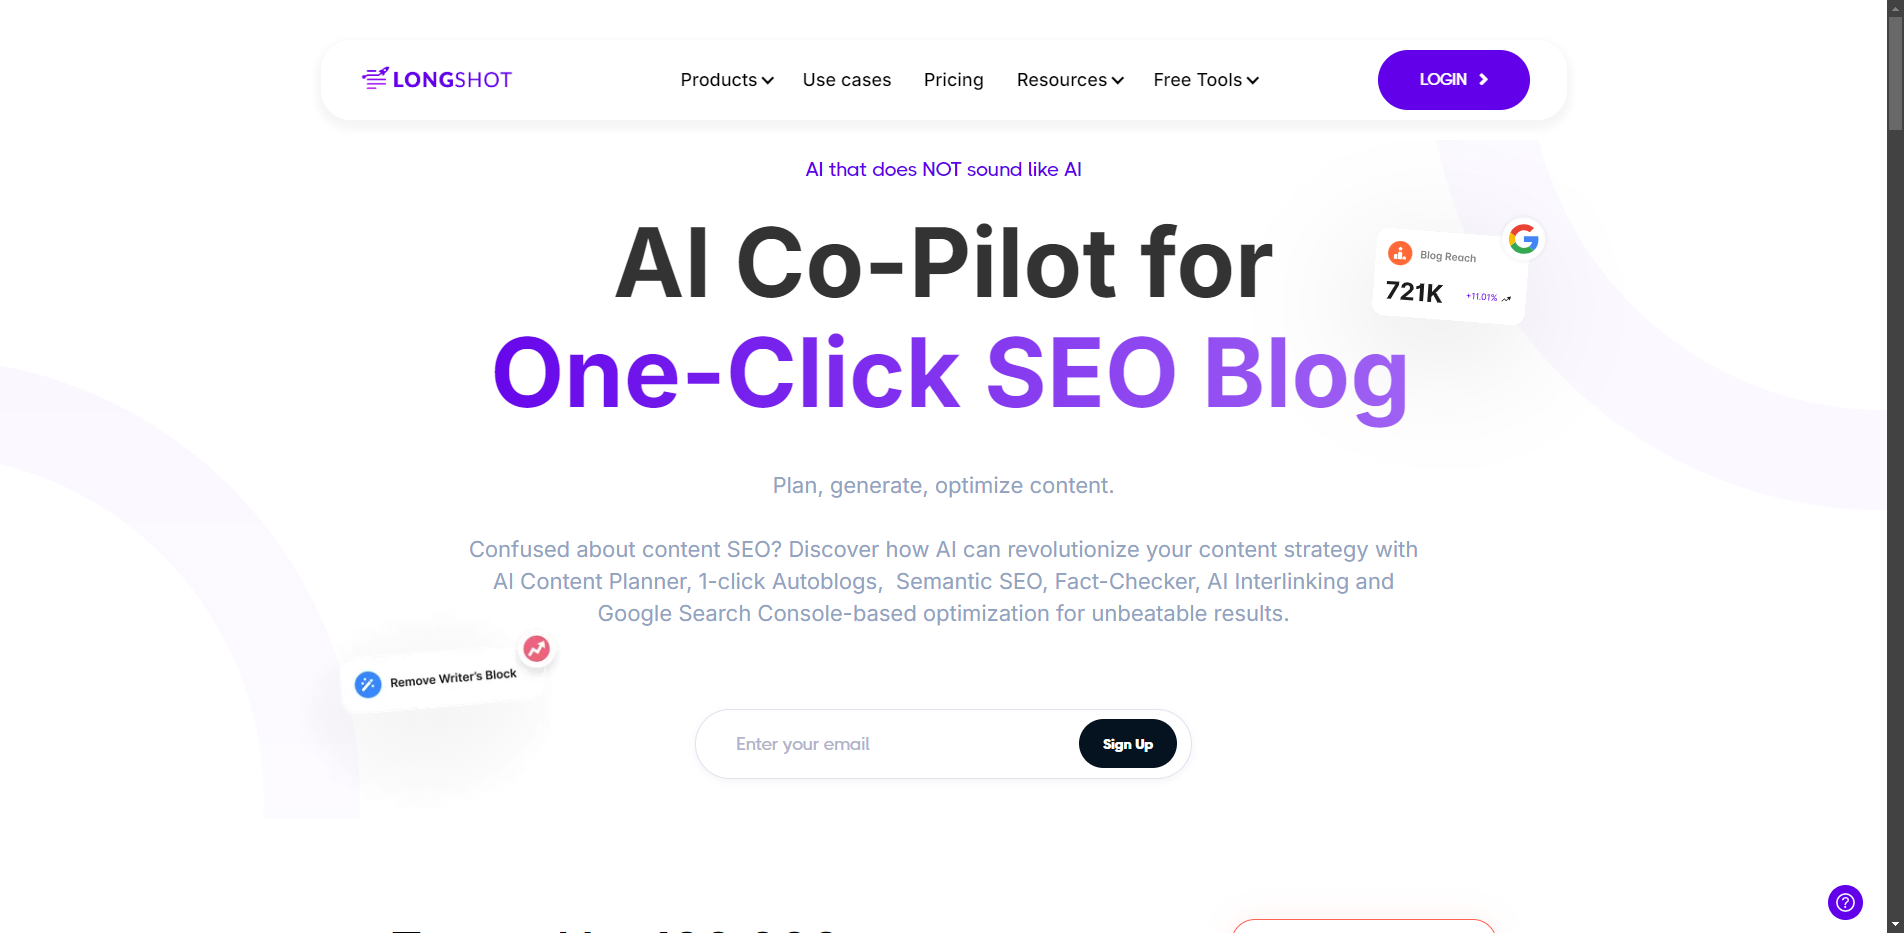 LONGSHOT
Products
Use cases
Pricing
Resources
Free Tools
LOGIN
AI that does NOT sound like AI
AI Co-Pilot for
One-Click SEO Blog
Blog Reach
721K
+11.01%
Plan, generate, optimize content.
Confused about content SEO? Discover how AI can revolutionize your content strategy with
AI Content Planner, 1-click Autoblogs, Semantic SEO, Fact-Checker, AI Interlinking and
Google Search Console-based optimization for unbeatable results.
Remove Writer's Block
Enter your email
Sign Up